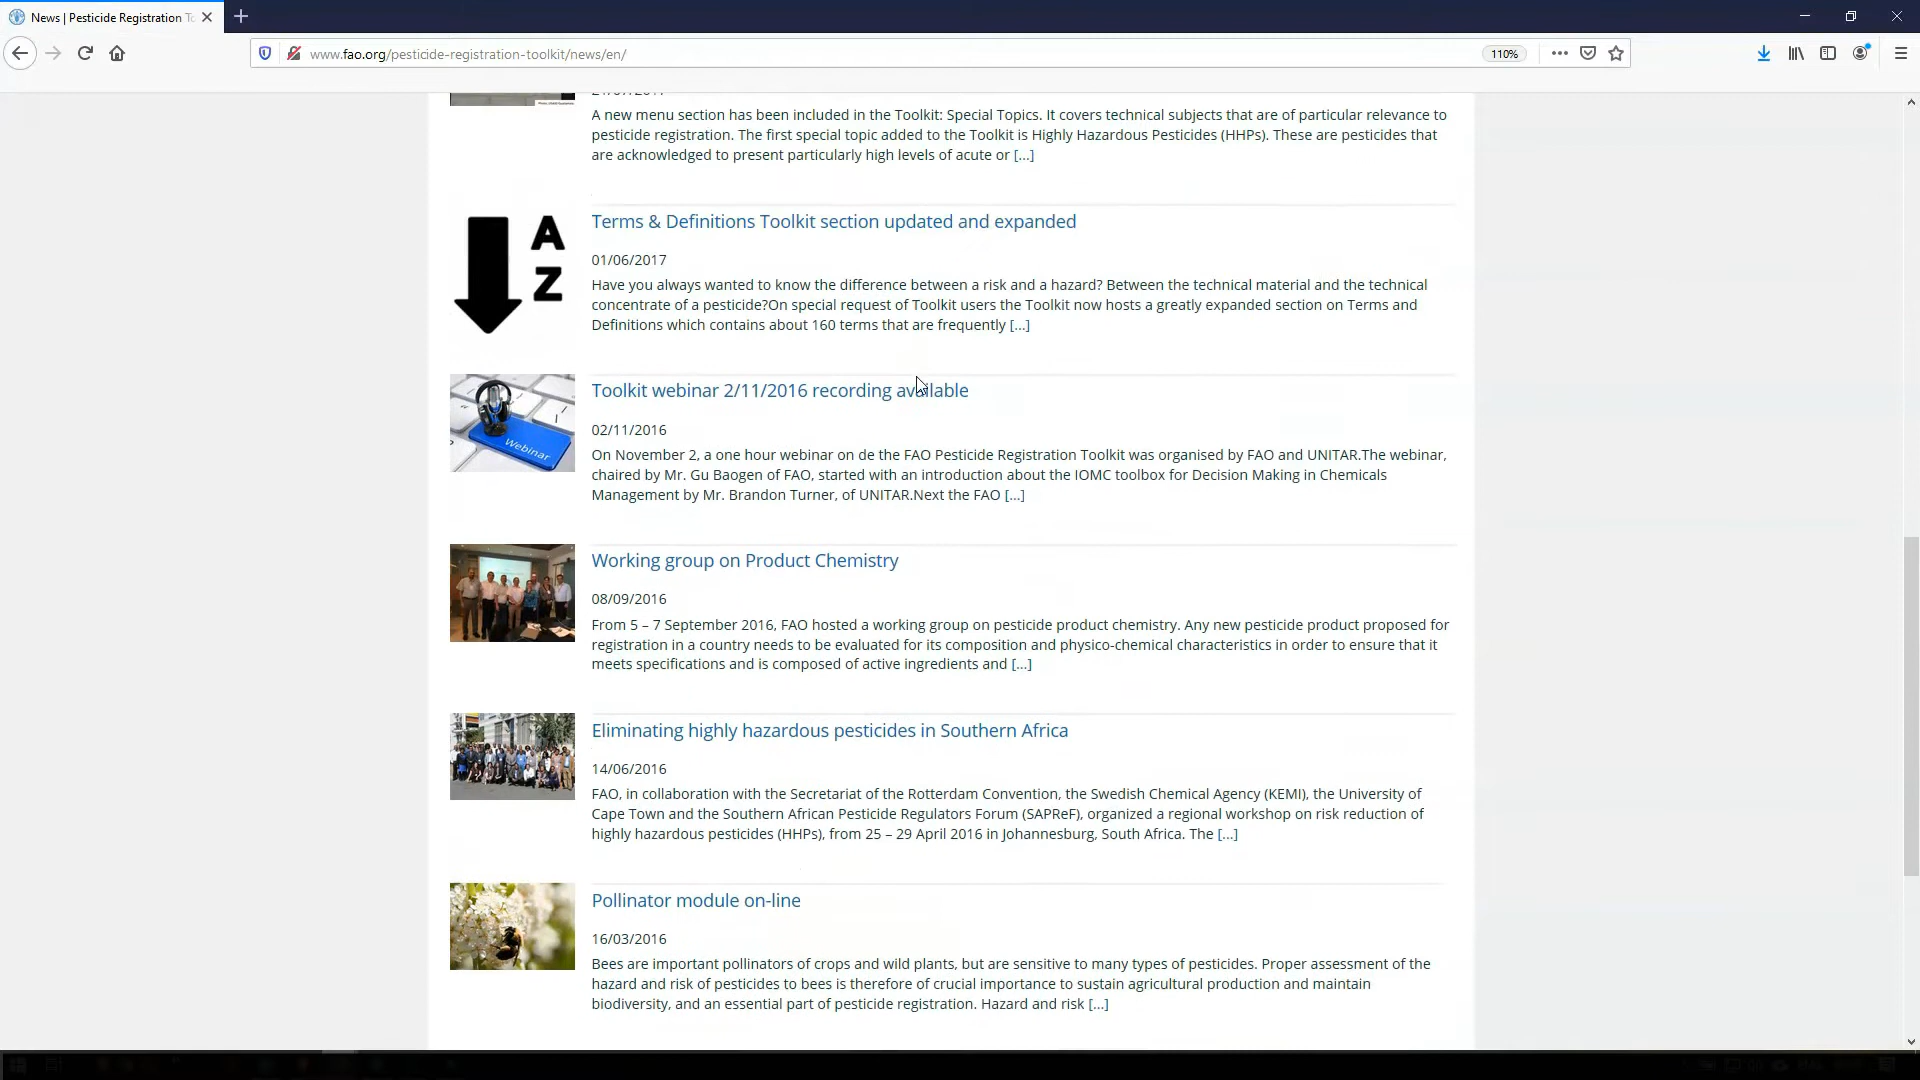 News | Pesticide Registration To
www.fao.org/pesticide-registration-toolkit/news/en/
110%
A new menu section has been included in the Toolkit: Special Topics. It covers technical subjects that are of particular relevance to
pesticide registration. The first special topic added to the Toolkit is Highly Hazardous Pesticides (HHPs). These are pesticides that
are acknowledged to present particularly high levels of acute or [...]
A
Z
Terms & Definitions Toolkit section updated and expanded
01/06/2017
Have you always wanted to know the difference between a risk and a hazard? Between the technical material and the technical
concentrate of a pesticide?On special request of Toolkit users the Toolkit now hosts a greatly expanded section on Terms and
Definitions which contains about 160 terms that are frequently [...]
Webinar
Toolkit webinar 2/11/2016 recording available
02/11/2016
On November 2, a one hour webinar on de the FAO Pesticide Registration Toolkit was organised by FAO and UNITAR.The webinar,
chaired by Mr. Gu Baogen of FAO, started with an introduction about the IOMC toolbox for Decision Making in Chemicals
Management by Mr. Brandon Turner, of UNITAR.Next the FAO [...]
Working group on Product Chemistry
08/09/2016
From 5 – 7 September 2016, FAO hosted a working group on pesticide product chemistry. Any new pesticide product proposed for
registration in a country needs to be evaluated for its composition and physico-chemical characteristics in order to ensure that it
meets specifications and is composed of active ingredients and [...]
Eliminating highly hazardous pesticides in Southern Africa
14/06/2016
FAO, in collaboration with the Secretariat of the Rotterdam Convention, the Swedish Chemical Agency (KEMI), the University of
Cape Town and the Southern African Pesticide Regulators Forum (SAPReF), organized a regional workshop on risk reduction of
highly hazardous pesticides (HHPs), from 25 – 29 April 2016 in Johannesburg, South Africa. The [...]
Pollinator module on-line
16/03/2016
Bees are important pollinators of crops and wild plants, but are sensitive to many types of pesticides. Proper assessment of the
hazard and risk of pesticides to bees is therefore of crucial importance to sustain agricultural production and maintain
biodiversity, and an essential part of pesticide registration. Hazard and risk [...]